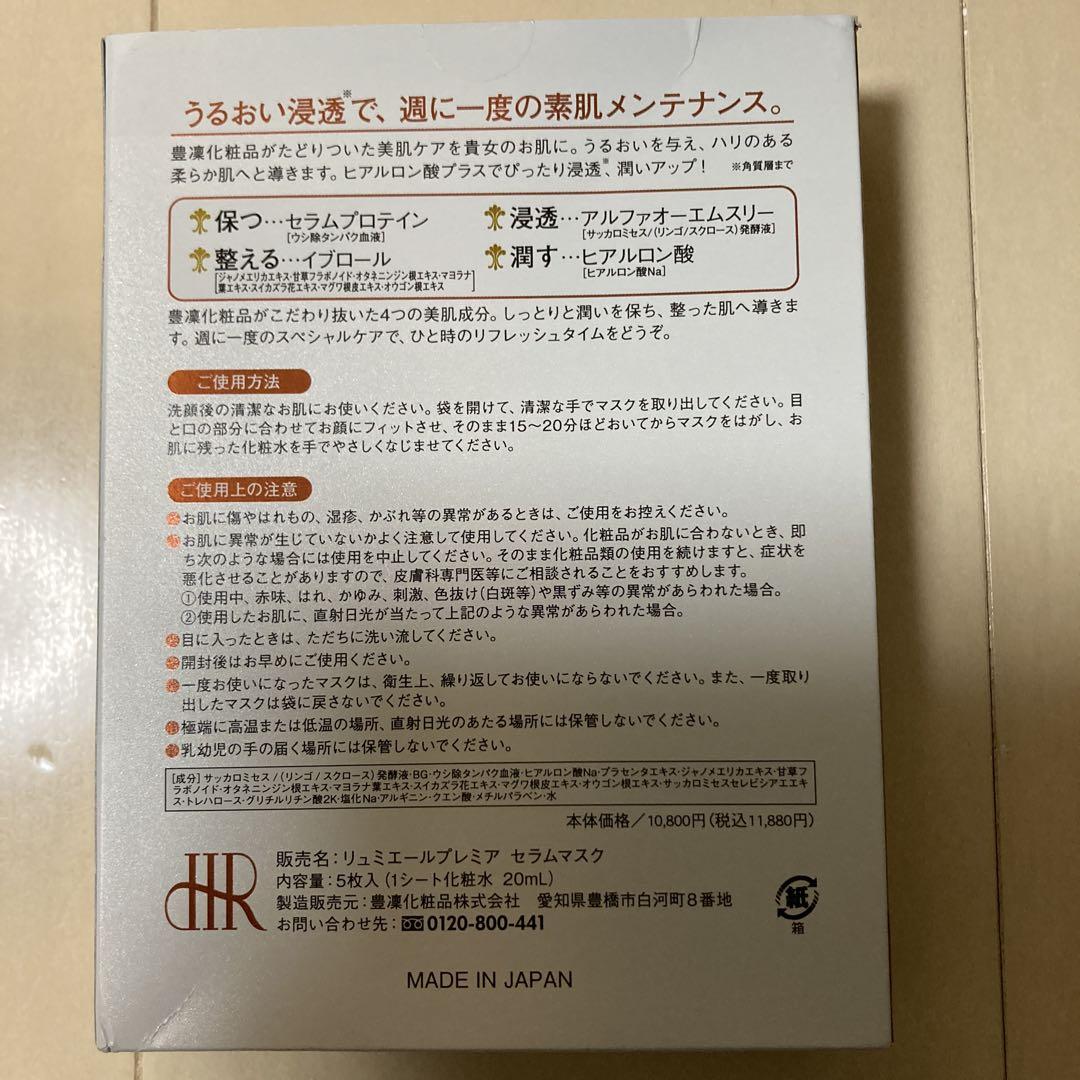 うるおい浸透※で、週に一度の素肌メンテナンス。
豊凜化粧品がたどりついた美肌ケアを貴女のお肌に。うるおいを与え、ハリのある
柔らか肌へと導きます。ヒアルロン酸プラスでぴったり浸透※、潤いアップ！ ※角質層まで
保つ…セラムプロテイン 浸透…アルファオーエムスリー
[ウシ除タンパク血液] [サッカロミセス/(リンゴ/スクロース)発酵液]
整える…イブロール 潤す…ヒアルロン酸
[ジャノメエリカエキス・甘草フラボノイド・オタネニンジン根エキス・マヨラナ [ヒアルロン酸Na]
葉エキス・スイカズラ花エキス・マグワ根皮エキス・オウゴン根エキス]
豊凜化粧品がこだわり抜いた4つの美肌成分。しっとりと潤いを保ち、整った肌へ導きま
す。週に一度のスペシャルケアで、ひと時のリフレッシュタイムをどうぞ。
ご使用方法
洗顔後の清潔なお肌にお使いください。袋を開けて、清潔な手でマスクを取り出してください。目
と口の部分に合わせてお顔にフィットさせ、そのまま15〜20分ほどおいてからマスクをはがし、お
肌に残った化粧水を手でやさしくなじませてください。
ご使用上の注意
お肌に傷やはれもの、湿疹、かぶれ等の異常があるときは、ご使用をお控えください。
お肌に異常が生じていないかよく注意して使用してください。化粧品がお肌に合わないとき、即
ち次のような場合には使用を中止してください。そのまま化粧品類の使用を続けますと、症状を
悪化させることがありますので、皮膚科専門医等にご相談されることをおすすめします。
①使用中、赤味、はれ、かゆみ、刺激、色抜け(白斑等)や黒ずみ等の異常があらわれた場合。
②使用したお肌に、直射日光が当たって上記のような異常があらわれた場合。
目に入ったときは、ただちに洗い流してください。
開封後はお早めにご使用ください。
一度お使いになったマスクは、衛生上、繰り返してお使いにならないでください。また、一度取り
出したマスクは袋に戻さないでください。
極端に高温または低温の場所、直射日光のあたる場所には保管しないでください。
乳幼児の手の届く場所には保管しないでください。
[成分] サッカロミセス/(リンゴ/スクロース)発酵液・BG・ウシ除タンパク血液・ヒアルロン酸Na・プラセンタエキス・ジャノメエリカエキス・甘草フ
ラボノイド・オタネニンジン根エキス・マヨラナ葉エキス・スイカズラ花エキス・マグワ根皮エキス・オウゴン根エキス・サッカロミセスセレビシアエエキ
ス・トレハロース・グリチルリチン酸2K・塩化Na・アルギニン・クエン酸・メチルパラベン・水
本体価格／10,800円(税込11,880円)
HR
販売名：リュミエールプレミア セラムマスク
内容量：5枚入(1シート化粧水 20mL)
製造販売元：豊凜化粧品株式会社 愛知県豊橋市白河町8番地
お問い合わせ先：0120-800-441
紙
箱
MADE IN JAPAN